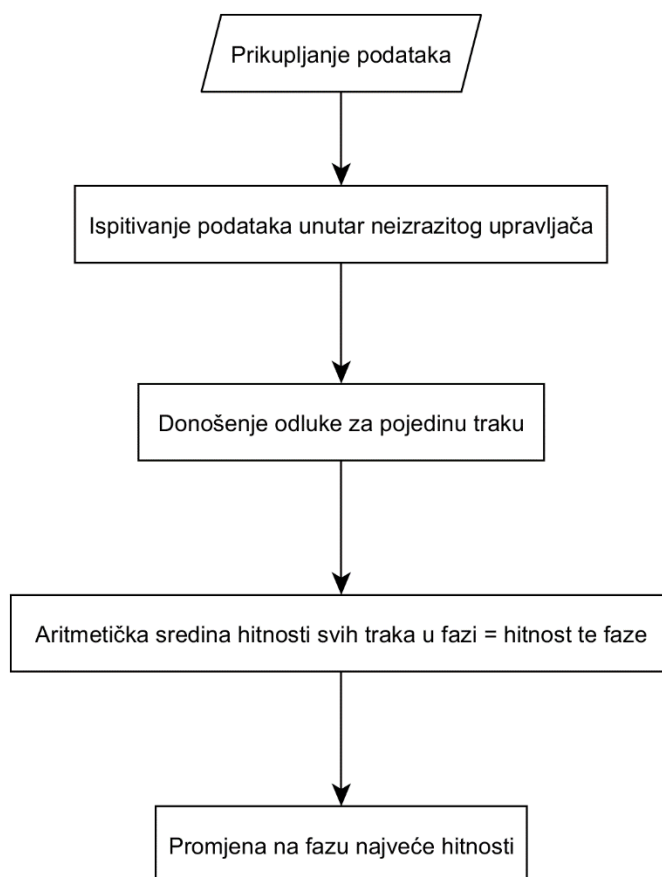 Prikupljanje podataka
Ispitivanje podataka unutar neizrazitog upravljača
Donošenje odluke za pojedinu traku
Aritmetička sredina hitnosti svih traka u fazi = hitnost te faze
Promjena na fazu najveće hitnosti